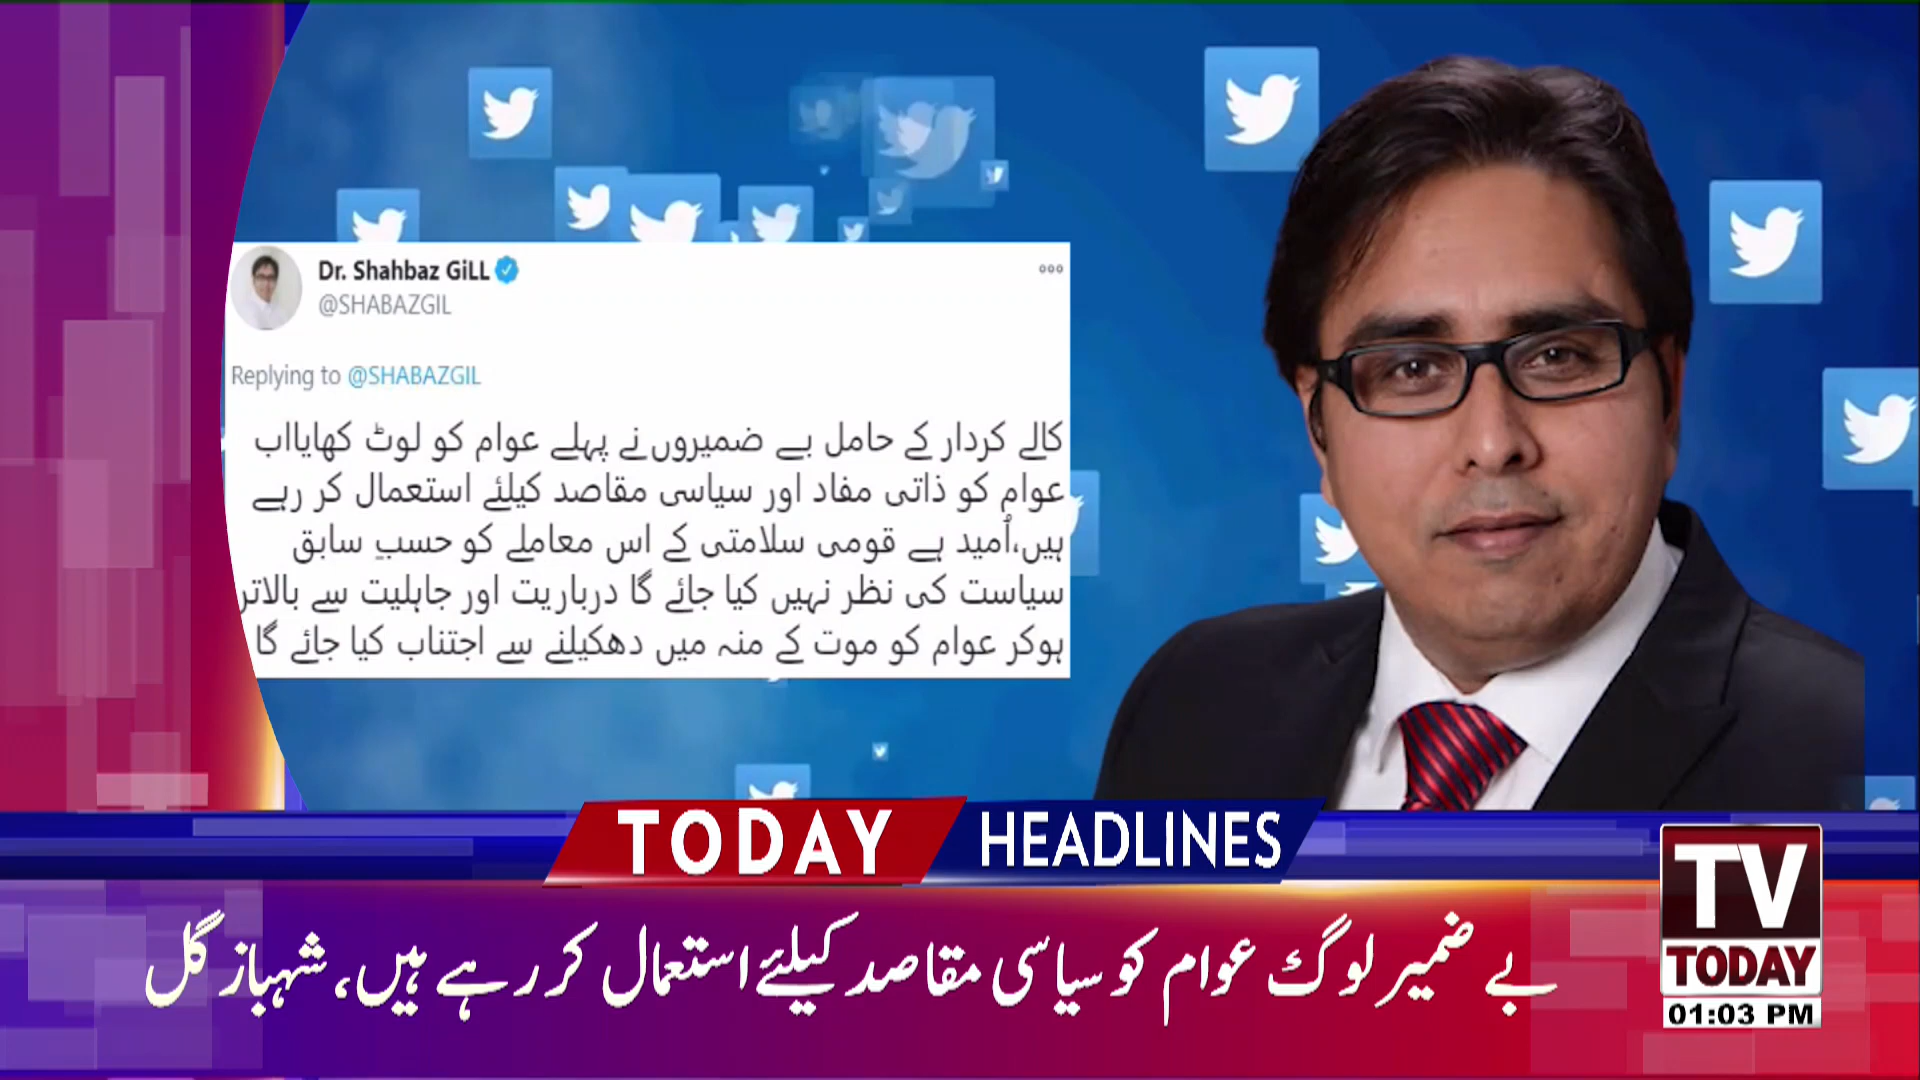 Dr. Shahbaz GiLL
@SHABAZGIL
Replying to @SHABAZGIL
کالے کردار کے حامل بے ضمیروں نے پہلے عوام کو لوٹ کھایااب
عوام کو ذاتی مفاد اور سیاسی مقاصد کیلئے استعمال کر رہے
ہیں،اُمید ہے قومی سلامتی کے اس معاملے کو حسبِ سابق
سیاست کی نظر نہیں کیا جائے گا درباریت اور جاہلیت سے بالاتر
ہوکر عوام کو موت کے منہ میں دھکیلنے سے اجتناب کیا جائے گا
TODAY HEADLINES
بے ضمیر لوگ عوام کو سیاسی مقاصد کیلئے استعمال کر رہے ہیں، شہباز گل
TV
TODAY
01:03 PM